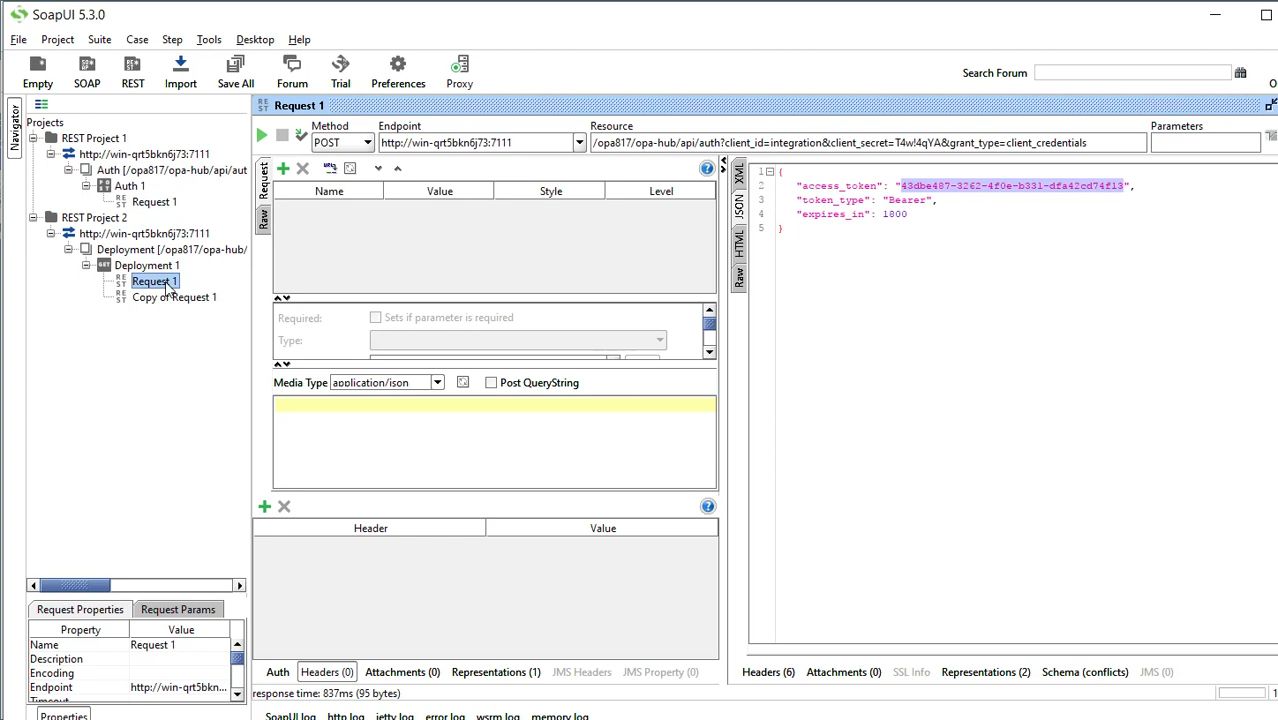 SoapUI 5.3.0
File Project Suite Case Step Tools Desktop Help
Empty SOAP REST Import Save All Forum Trial Preferences Proxy
Search Forum
Navigator
Projects
REST Project 1
http://win-qrt5bkn6j73:7111
Auth [/opa817/opa-hub/api/aut
Auth 1
Request 1
REST Project 2
http://win-qrt5bkn6j73:7111
Deployment [/opa817/opa-hub/
GET Deployment 1
REST Request 1
REST Copy of Request 1
REST Request 1
Method Endpoint Resource Parameters
POST http://win-qrt5bkn6j73:7111 /opa817/opa-hub/api/auth?client_id=integration&client_secret=T4w!4qYA&grant_type=client_credentials
Request
Raw
Name Value Style Level
Required: Sets if parameter is required
Type:
Media Type application/json Post QueryString
Header Value
Auth Headers (0) Attachments (0) Representations (1) JMS Headers JMS Property (0)
response time: 837ms (95 bytes)
XML
JSON
HTML
Raw
1 {
2 "access_token": "43dbe487-3262-4f0e-b331-dfa42cd74f13",
3 "token_type": "Bearer",
4 "expires_in": 1800
5 }
Headers (6) Attachments (0) SSL Info Representations (2) Schema (conflicts) JMS (0)
Request Properties Request Params
Property Value
Name Request 1
Description
Encoding
Endpoint http://win-qrt5bkn...
Properties
SoapUI log http log jetty log error log wsrm log memory log